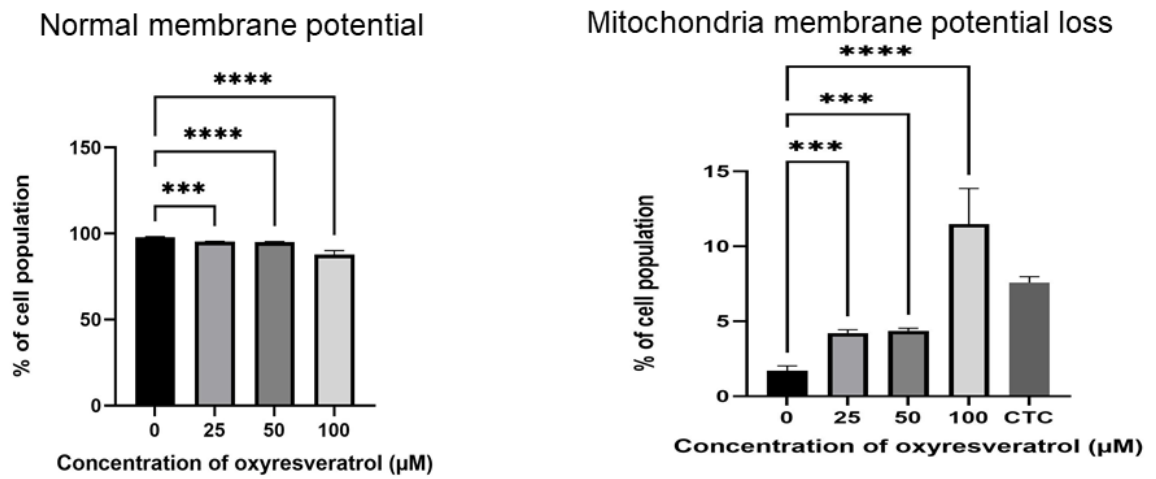 Normal membrane potential
****
****
***
150
100
50
0
% of cell population
0 25 50 100
Concentration of oxyresveratrol (µM)
Mitochondria membrane potential loss
****
***
***
15
10
5
0
% of cell population
0 25 50 100 CTC
Concentration of oxyresveratrol (µM)